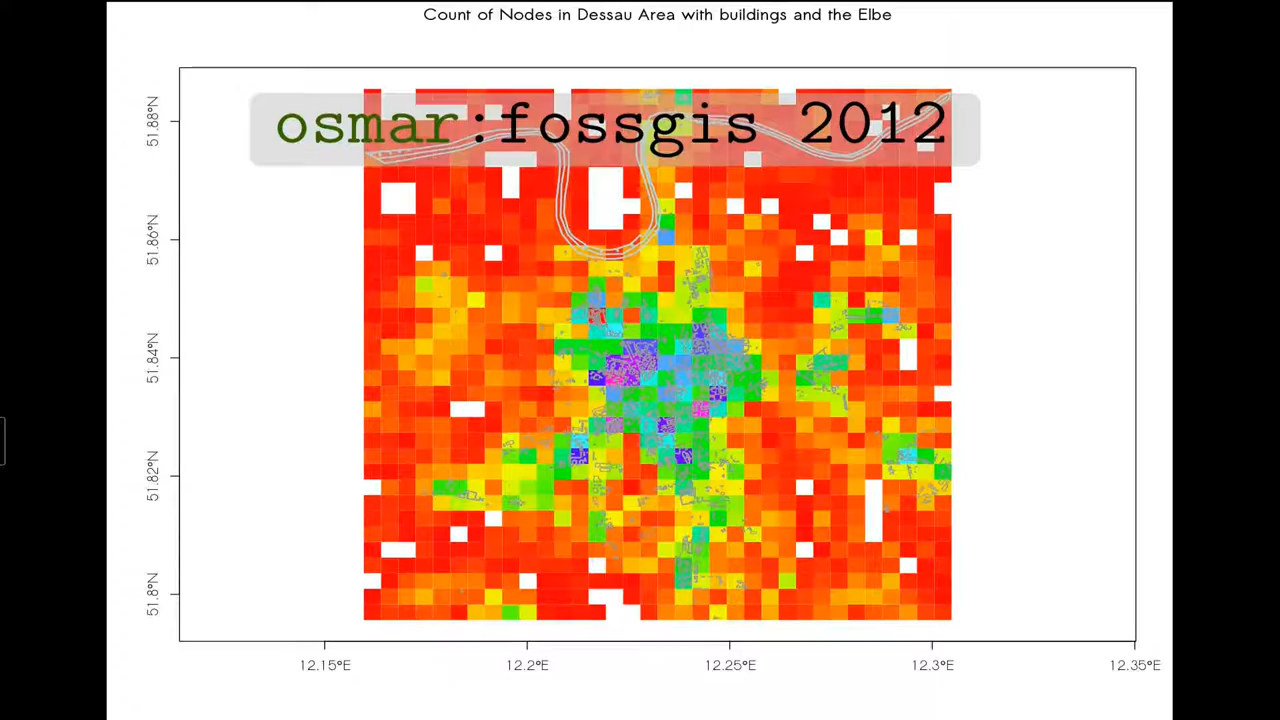 Count of Nodes in Dessau Area with buildings and the Elbe
osmar:fossgis 2012
51.88°N
51.86°N
51.84°N
51.82°N
51.8°N
12.15°E
12.2°E
12.25°E
12.3°E
12.35°E